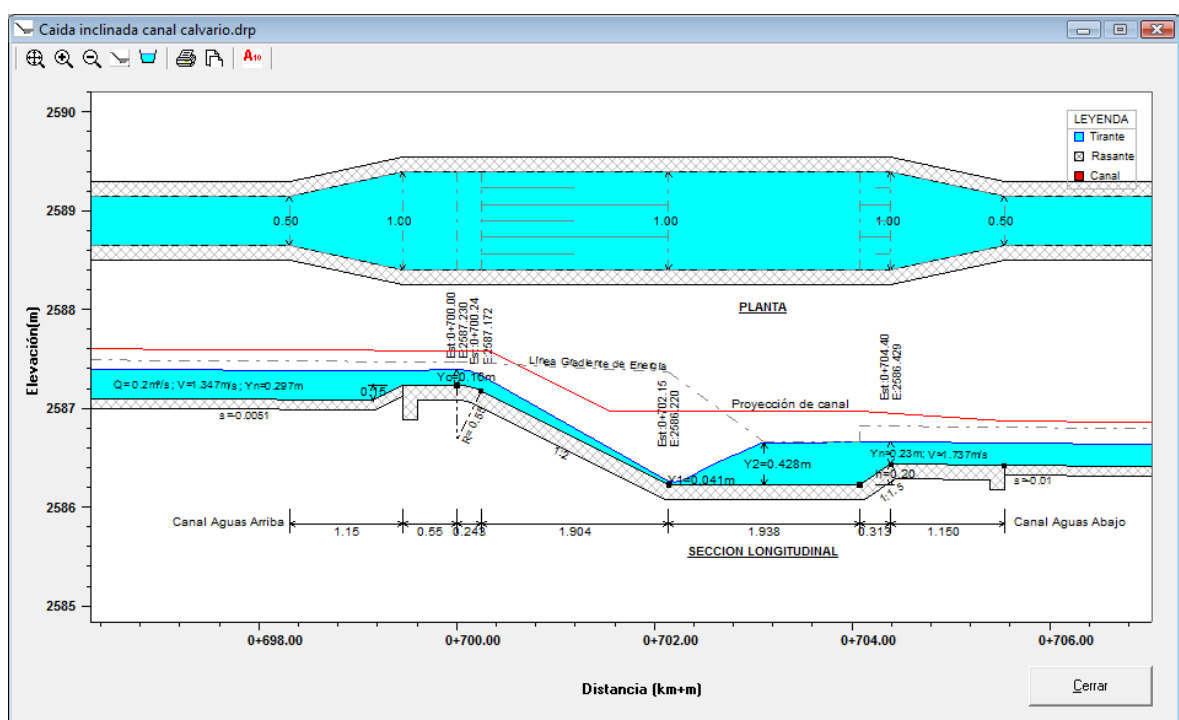 Caida inclinada canal calvario.drp
A10
2590
2589
2588
2587
2586
2585
Elevación(m)
LEYENDA
Tirante
Rasante
Canal
0.50
1.00
1.00
1.00
0.50
PLANTA
Est:0+700.00
E:2587.230
Est:0+700.24
E:2587.172
Línea Gradiente de Energía
Est:0+704.40
E:2586.429
Yc=0.16m
Q= 0.2m³/s ; V=1.347m/s ; Yn=0.297m
0.15
s=0.0051
R= 0.56
1:2
Est:0+702.15
E:2586.220
Proyección de canal
Y1=0.041m
Y2=0.428m
Yn=0.23m; V=1.737m/s
h=0.20
1:1.5
s=0.01
Canal Aguas Arriba
1.15
0.55
0.243
1.904
1.938
0.313
1.150
Canal Aguas Abajo
SECCION LONGITUDINAL
0+698.00
0+700.00
0+702.00
0+704.00
0+706.00
Distancia (km+m)
Cerrar